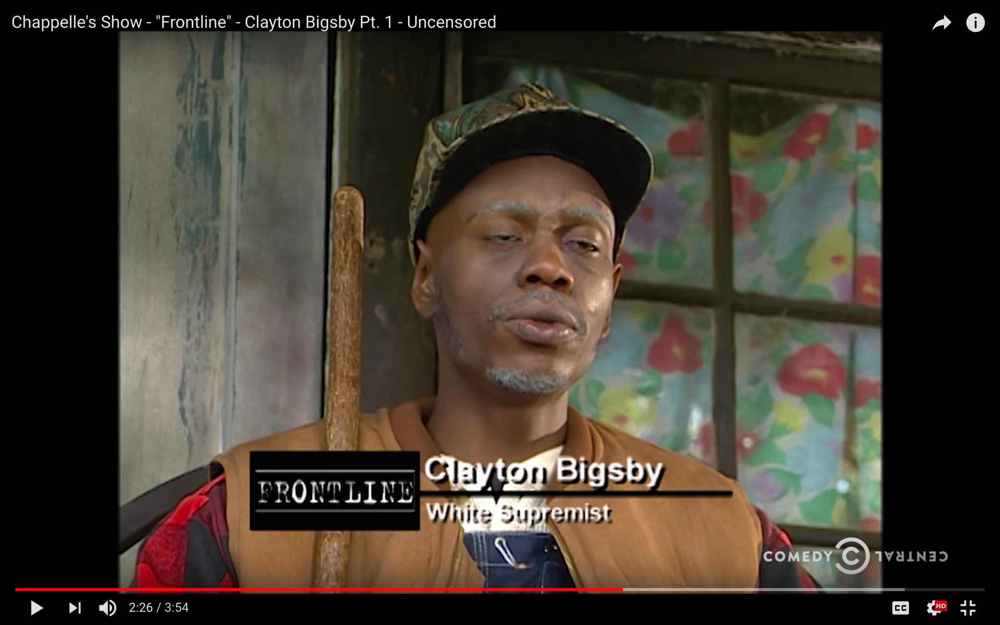 Chappelle's Show - "Frontline" - Clayton Bigsby Pt. 1 - Uncensored
i
FRONTLINE
Clayton Bigsby
White Supremist
COMEDY C CENTRAL
2:26 / 3:54
CC
HD